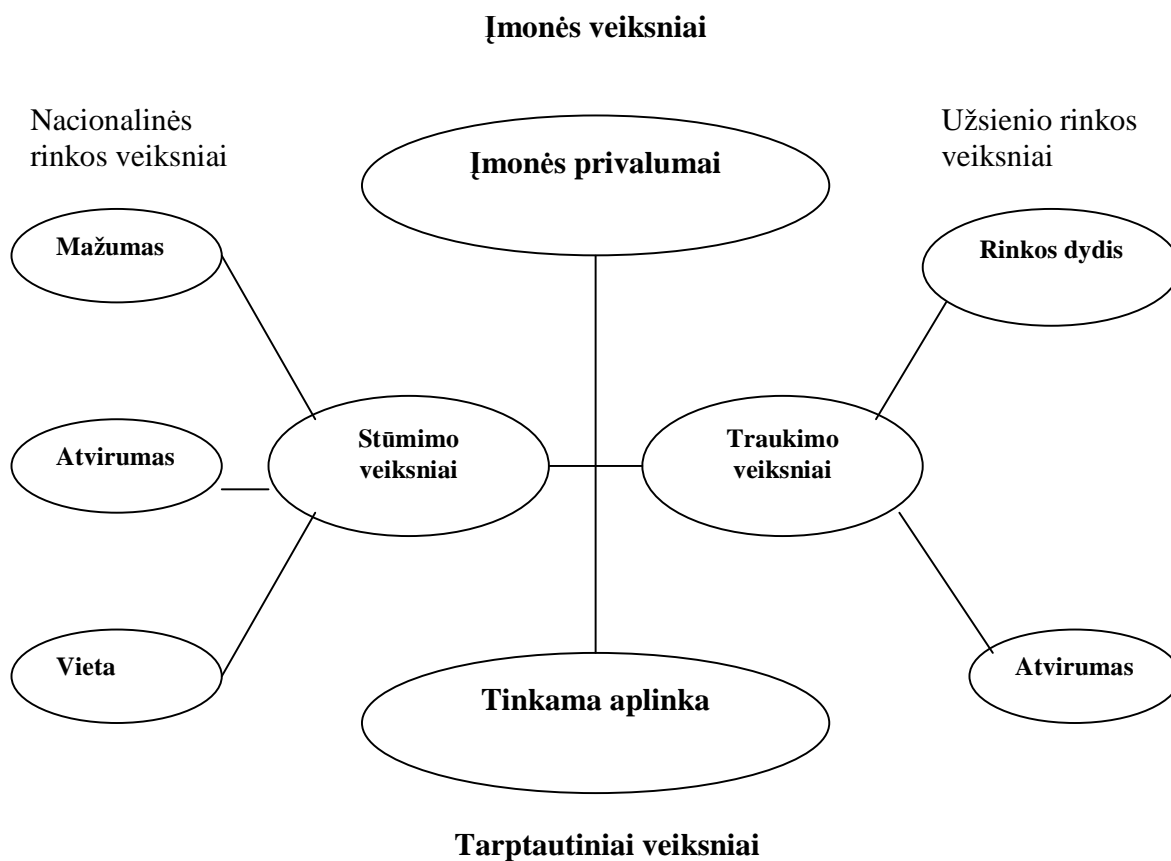 Įmonės veiksniai
Nacionalinės
rinkos veiksniai
Užsienio rinkos
veiksniai
Įmonės privalumai
Mažumas
Rinkos dydis
Atvirumas
Stūmimo
veiksniai
Traukimo
veiksniai
Vieta
Tinkama aplinka
Atvirumas
Tarptautiniai veiksniai